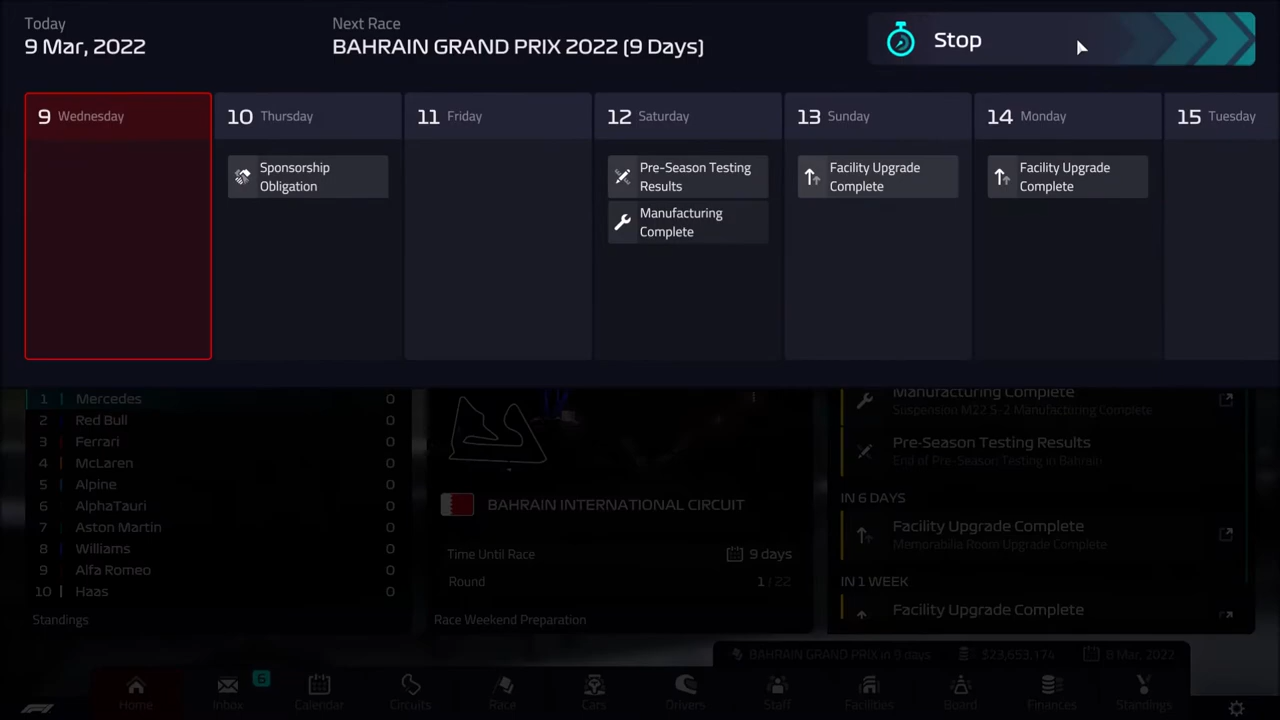 Today
9 Mar, 2022
Next Race
BAHRAIN GRAND PRIX 2022 (9 Days)
Stop
9 Wednesday
10 Thursday
11 Friday
12 Saturday
13 Sunday
14 Monday
15 Tuesday
Sponsorship
Obligation
Pre-Season Testing
Results
Manufacturing
Complete
Facility Upgrade
Complete
Facility Upgrade
Complete
1 Mercedes 0
2 Red Bull 0
3 Ferrari 0
4 McLaren 0
5 Alpine 0
6 AlphaTauri 0
7 Aston Martin 0
8 Williams 0
9 Alfa Romeo 0
10 Haas 0
Standings
BAHRAIN INTERNATIONAL CIRCUIT
Time Until Race 9 days
Round 1 / 22
Race Weekend Preparation
Manufacturing Complete
Suspension M22 S-2 Manufacturing Complete
Pre-Season Testing Results
End of Pre-Season Testing in Bahrain
IN 6 DAYS
Facility Upgrade Complete
Memorabilia Room Upgrade Complete
IN 1 WEEK
Facility Upgrade Complete
BAHRAIN GRAND PRIX in 9 days $23,653,174 8 Mar, 2022
Home
Inbox 6
Calendar
Circuits
Race
Cars
Drivers
Staff
Facilities
Board
Finances
Standings